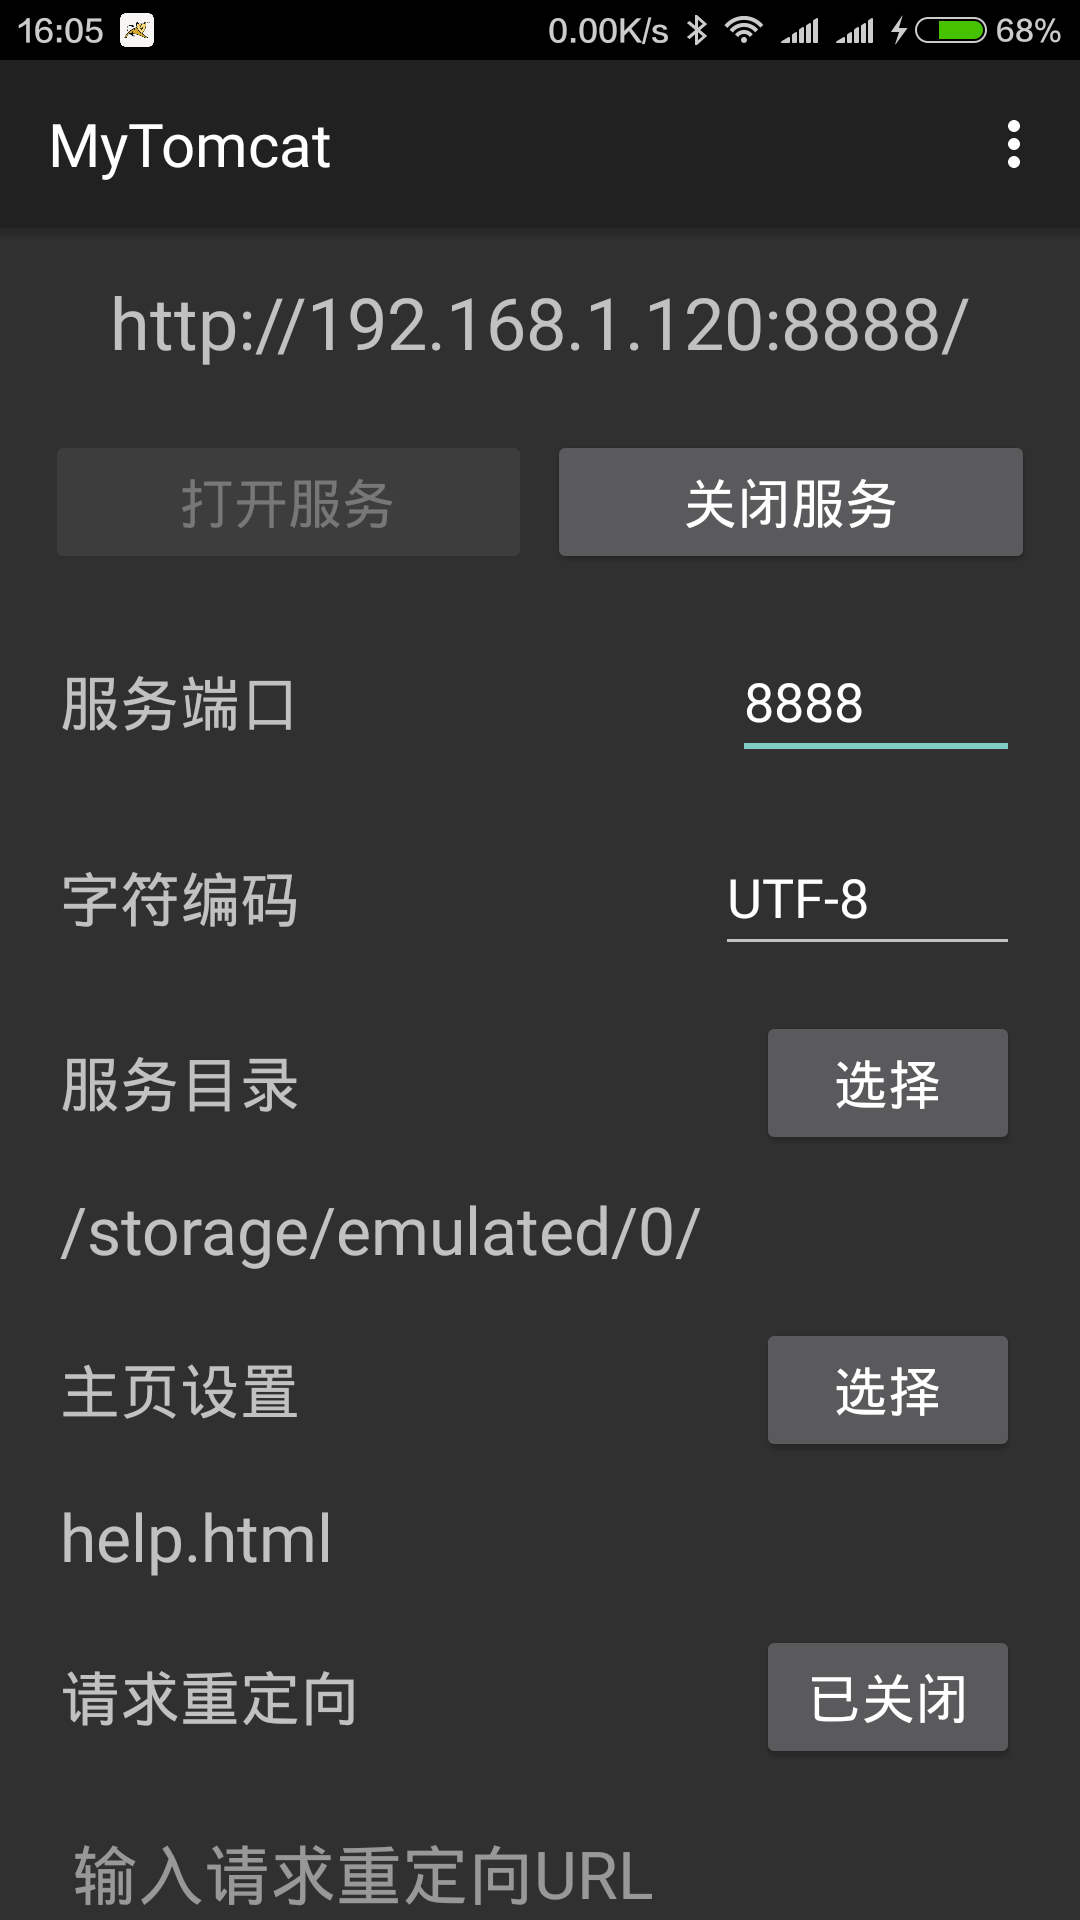 16:05 0.00K/s 68%
MyTomcat
http://192.168.1.120:8888/
打开服务 关闭服务
服务端口 8888
字符编码 UTF-8
服务目录 选择
/storage/emulated/0/
主页设置 选择
help.html
请求重定向 已关闭
输入请求重定向URL